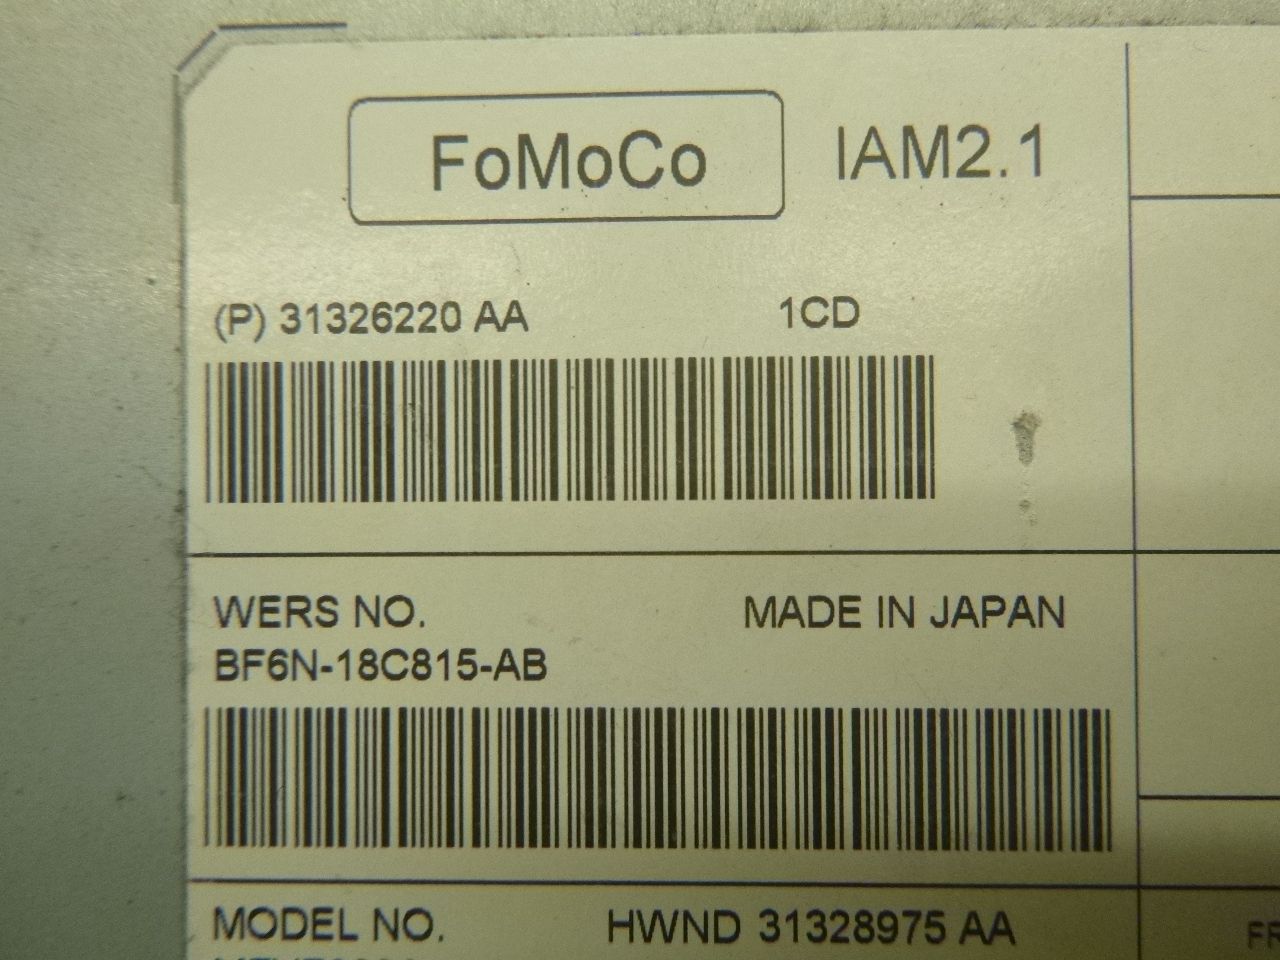 FoMoCo IAM2.1
(P) 31326220 AA 1CD
WERS NO. MADE IN JAPAN
BF6N-18C815-AB
MODEL NO. HWND 31328975 AA
FR